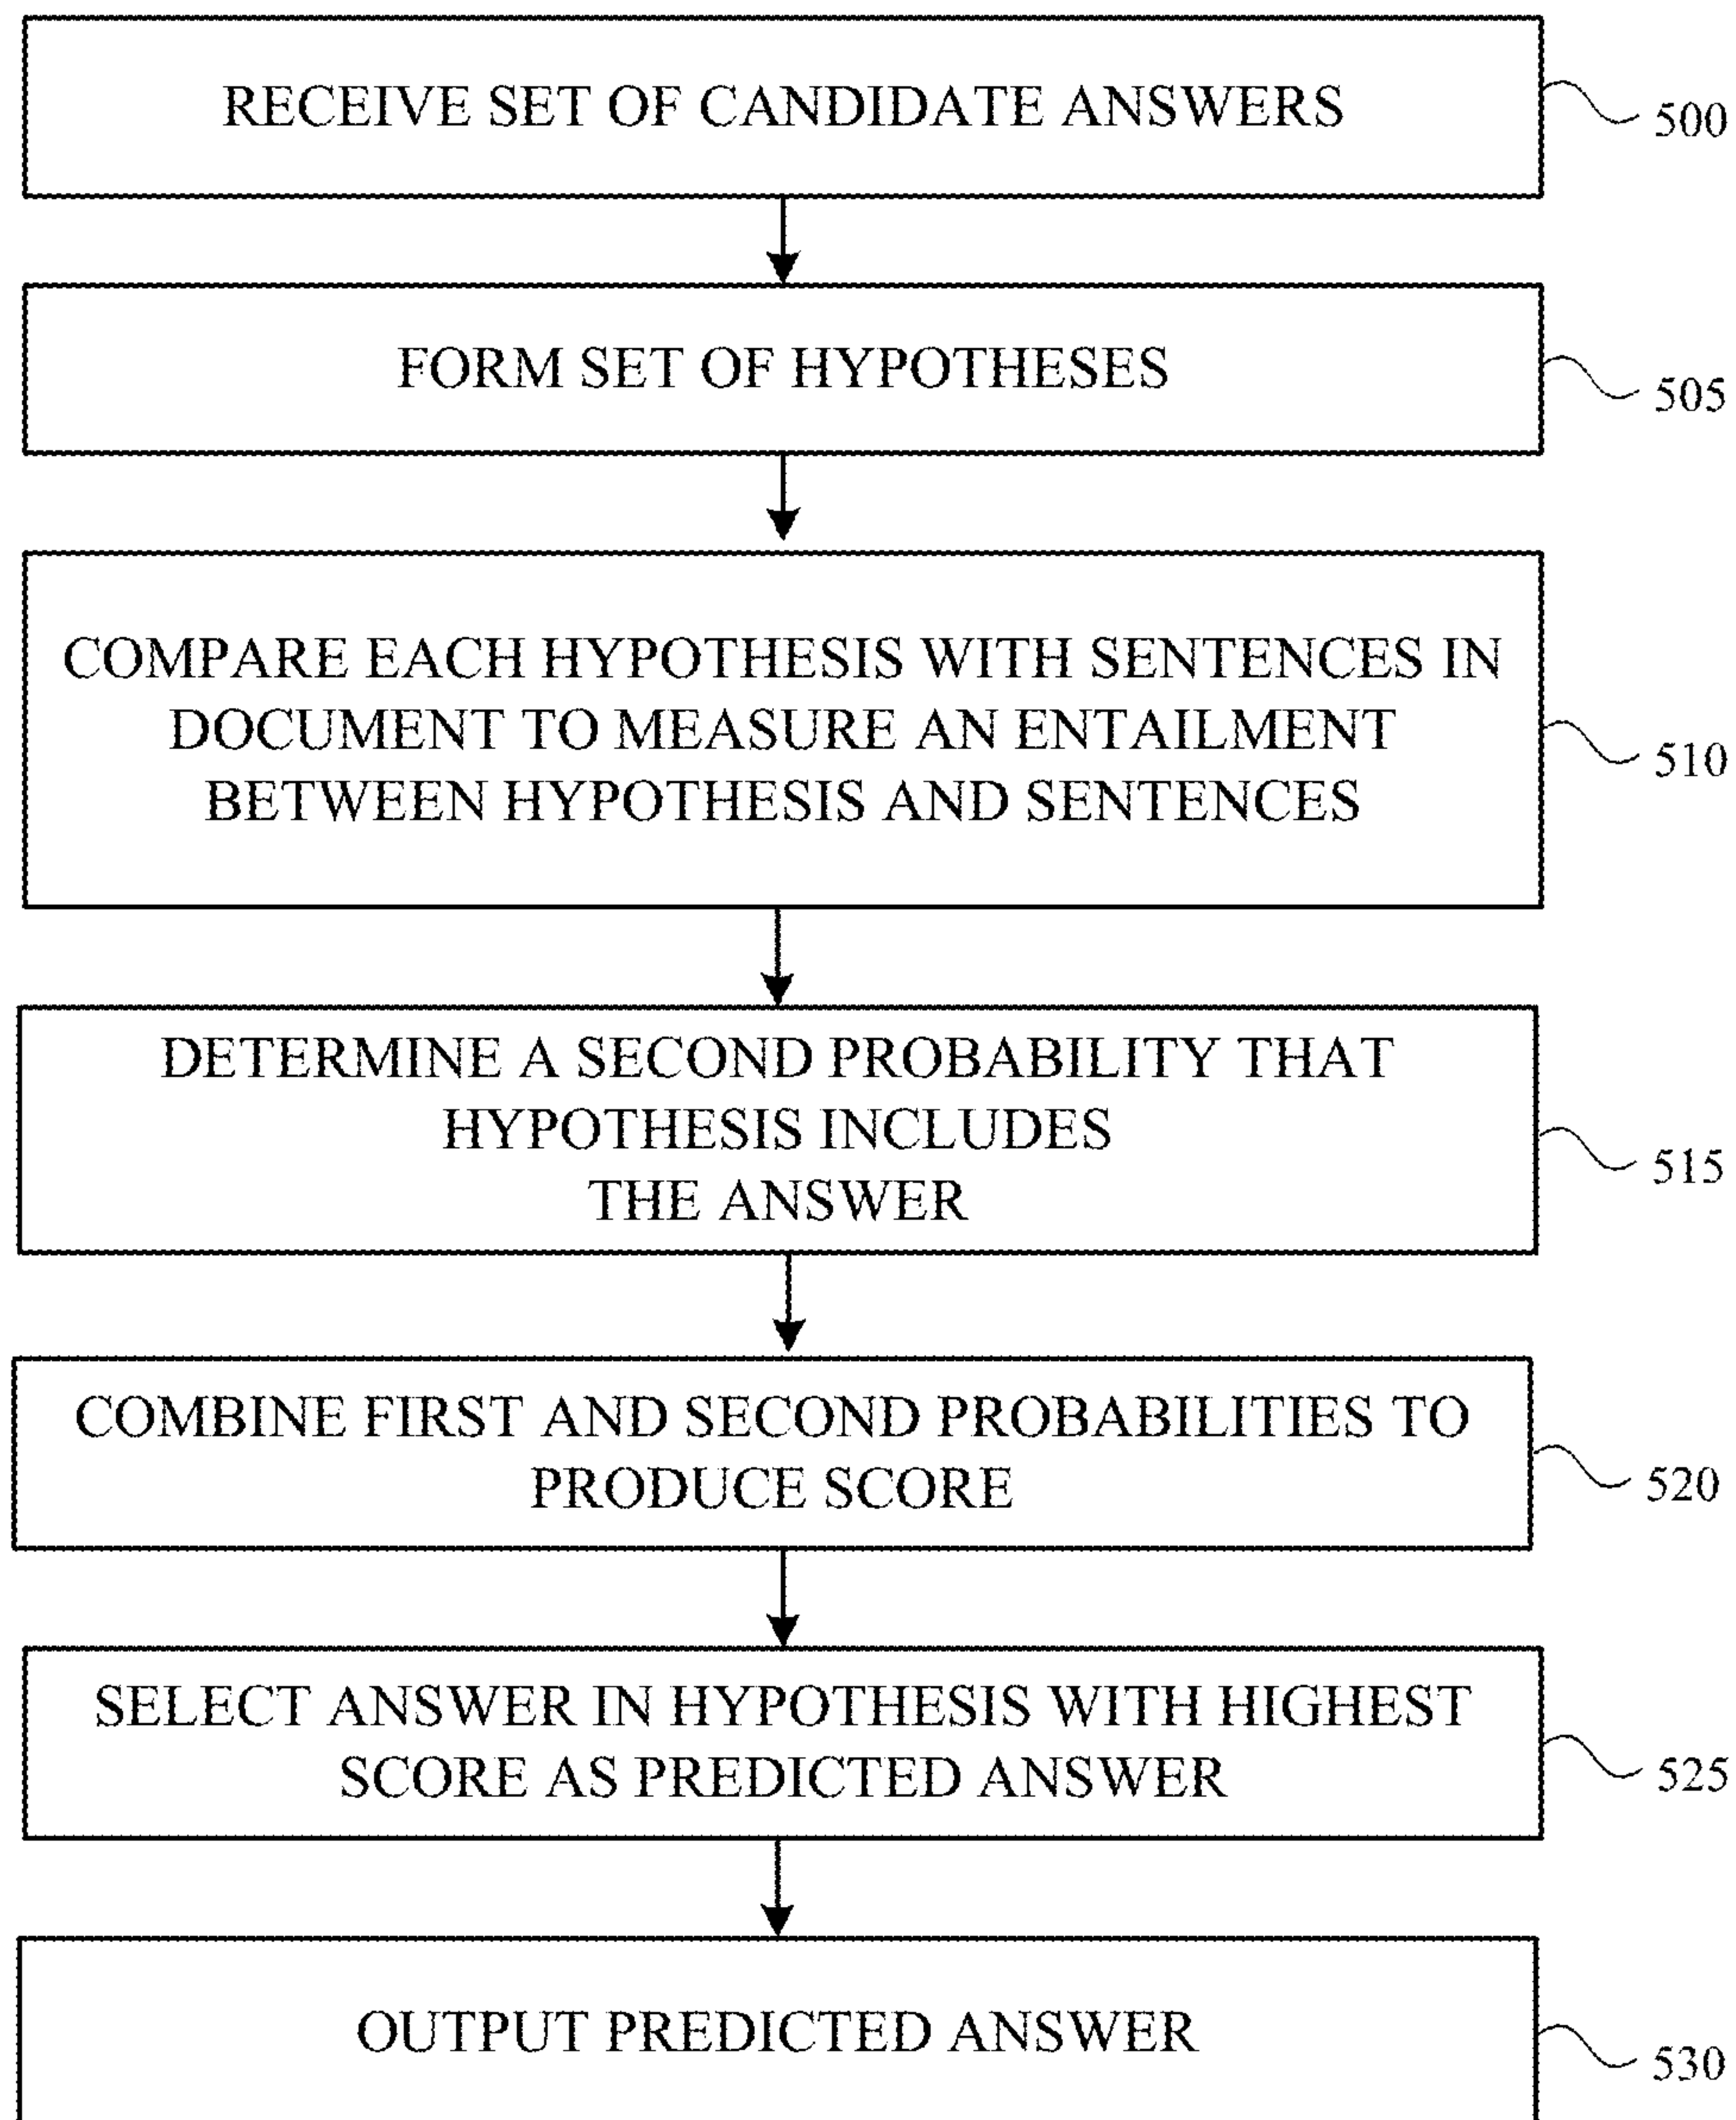 RECEIVE SET OF CANDIDATE ANSWERS
500
FORM SET OF HYPOTHESES
505
COMPARE EACH HYPOTHESIS WITH SENTENCES IN
DOCUMENT TO MEASURE AN ENTAILMENT
BETWEEN HYPOTHESIS AND SENTENCES
510
DETERMINE A SECOND PROBABILITY THAT
HYPOTHESIS INCLUDES
THE ANSWER
515
COMBINE FIRST AND SECOND PROBABILITIES TO
PRODUCE SCORE
520
SELECT ANSWER IN HYPOTHESIS WITH HIGHEST
SCORE AS PREDICTED ANSWER
525
OUTPUT PREDICTED ANSWER
530